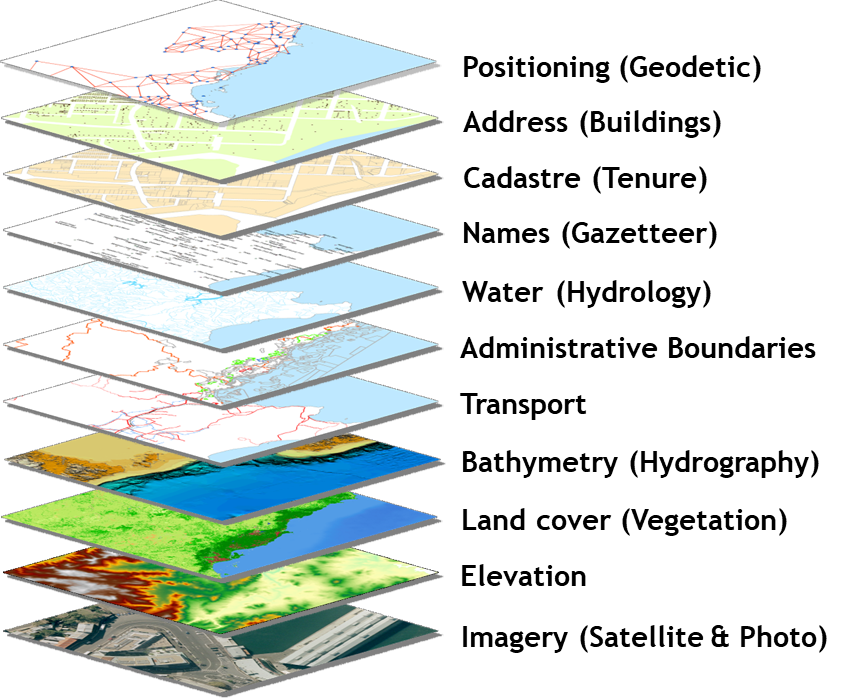 Positioning (Geodetic)
Address (Buildings)
Cadastre (Tenure)
Names (Gazetteer)
Water (Hydrology)
Administrative Boundaries
Transport
Bathymetry (Hydrography)
Land cover (Vegetation)
Elevation
Imagery (Satellite & Photo)